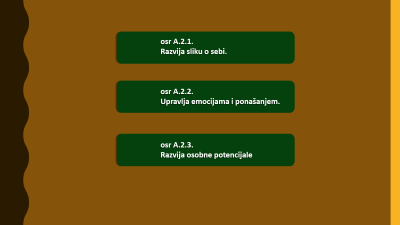 osr A.2.1.
Razvija sliku o sebi.
osr A.2.2.
Upravlja emocijama i ponašanjem.
osr A.2.3.
Razvija osobne potencijale